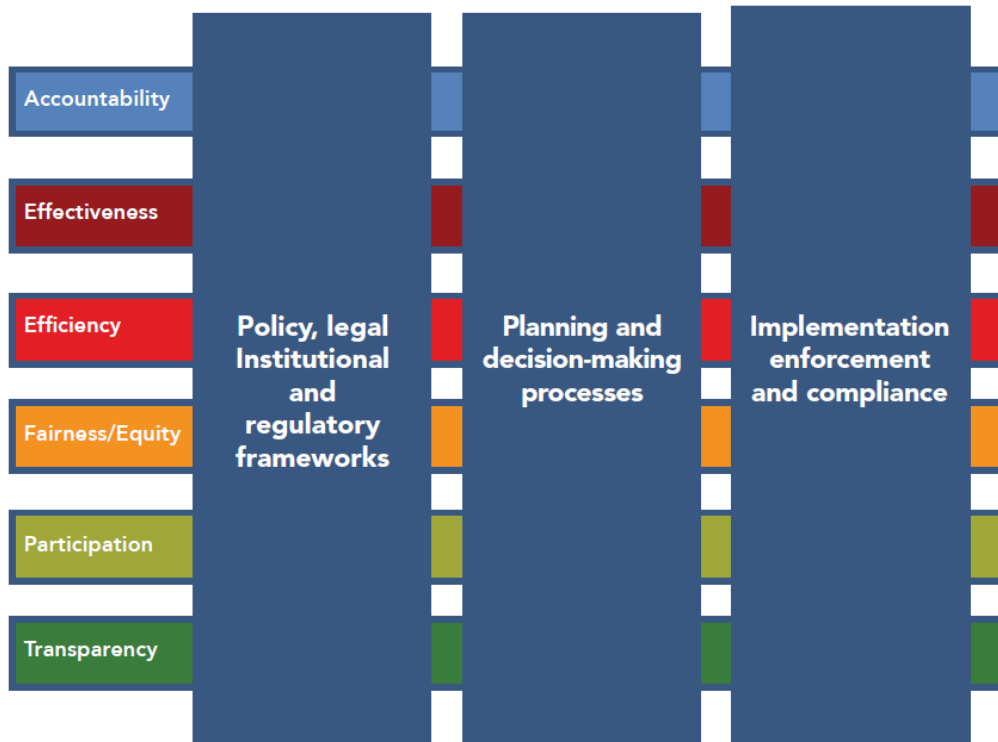 Accountability
Effectiveness
Efficiency
Fairness/Equity
Participation
Transparency
Policy, legal
Institutional
and
regulatory
frameworks
Planning and
decision-making
processes
Implementation
enforcement
and compliance